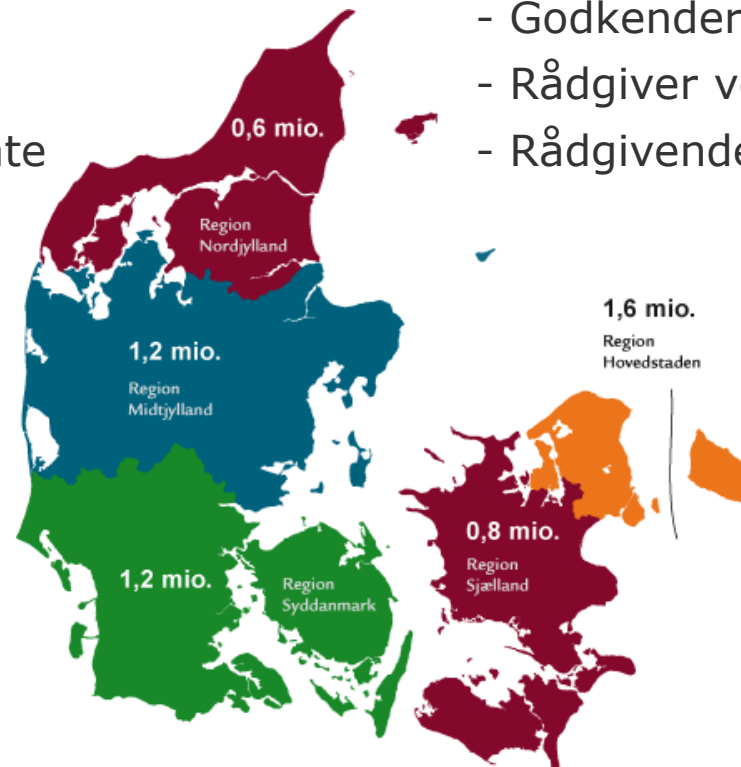 - Godkender
- Rådgiver
- Rådgivende
0,6 mio.
Region
Nordjylland
1,6 mio.
Region
Hovedstaden
1,2 mio.
Region
Midtjylland
0,8 mio.
Region
Sjælland
1,2 mio.
Region
Syddanmark